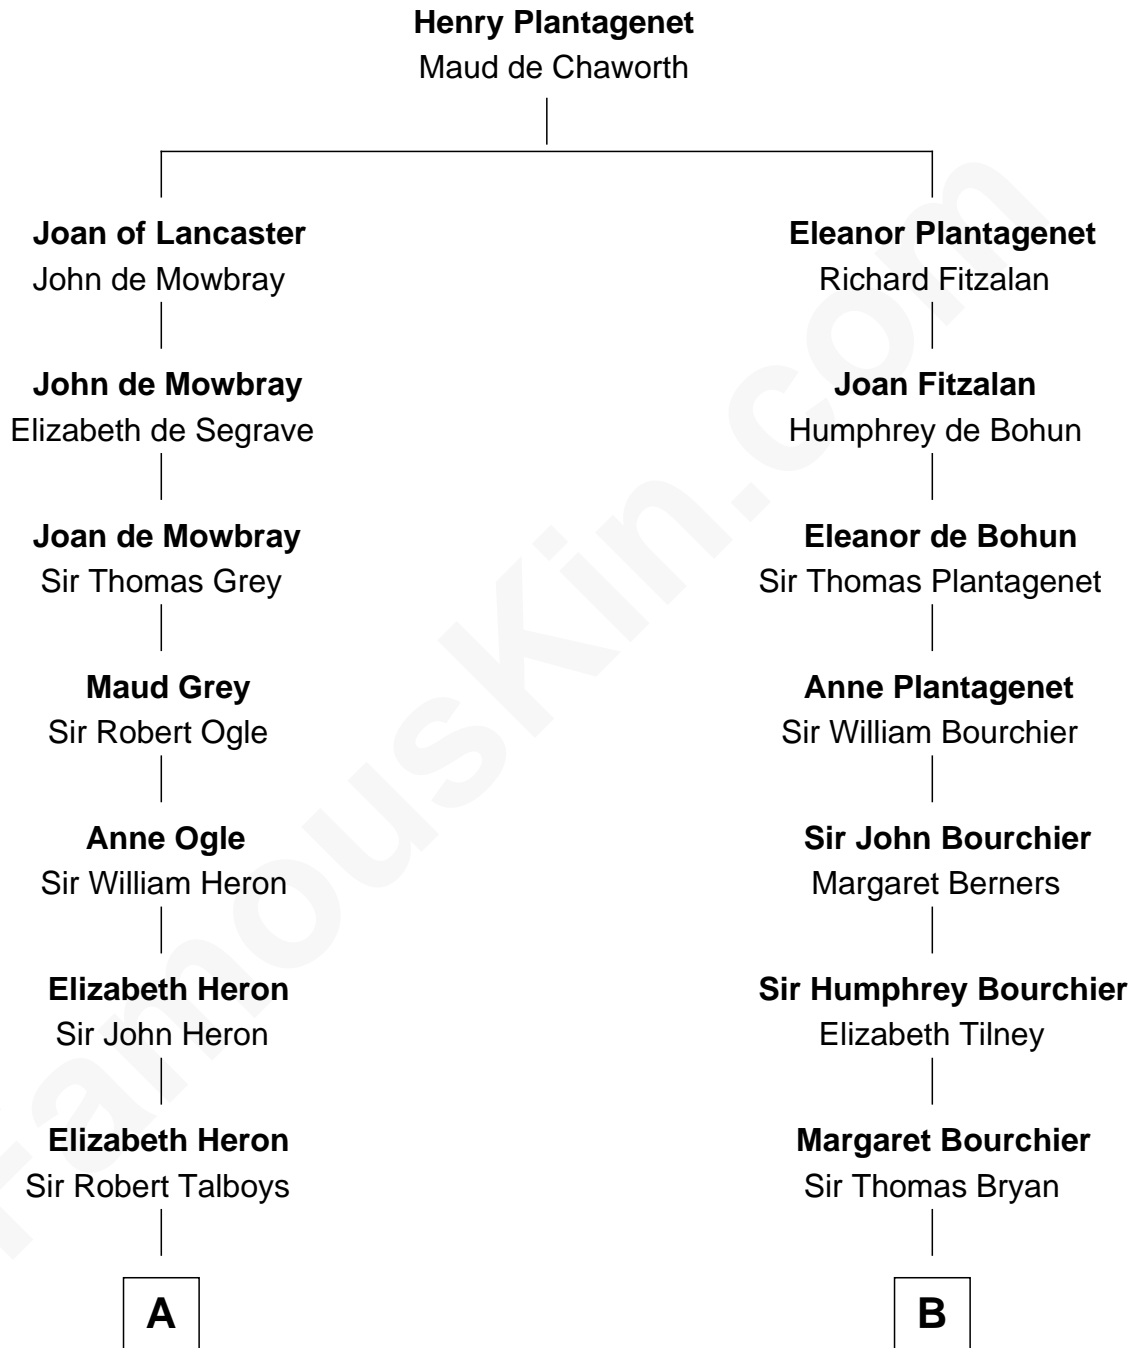 Henry Plantagenet
Maud de Chaworth
Joan of Lancaster
John de Mowbray
Eleanor Plantagenet
Richard Fitzalan
John de Mowbray
Elizabeth de Segrave
Joan Fitzalan
Humphrey de Bohun
Joan de Mowbray
Sir Thomas Grey
Eleanor de Bohun
Sir Thomas Plantagenet
Maud Grey
Sir Robert Ogle
Anne Plantagenet
Sir William Bourchier
Anne Ogle
Sir William Heron
Sir John Bourchier
Margaret Berners
Elizabeth Heron
Sir John Heron
Sir Humphrey Bourchier
Elizabeth Tilney
Elizabeth Heron
Sir Robert Talboys
Margaret Bourchier
Sir Thomas Bryan
A
B
FamousKin.com